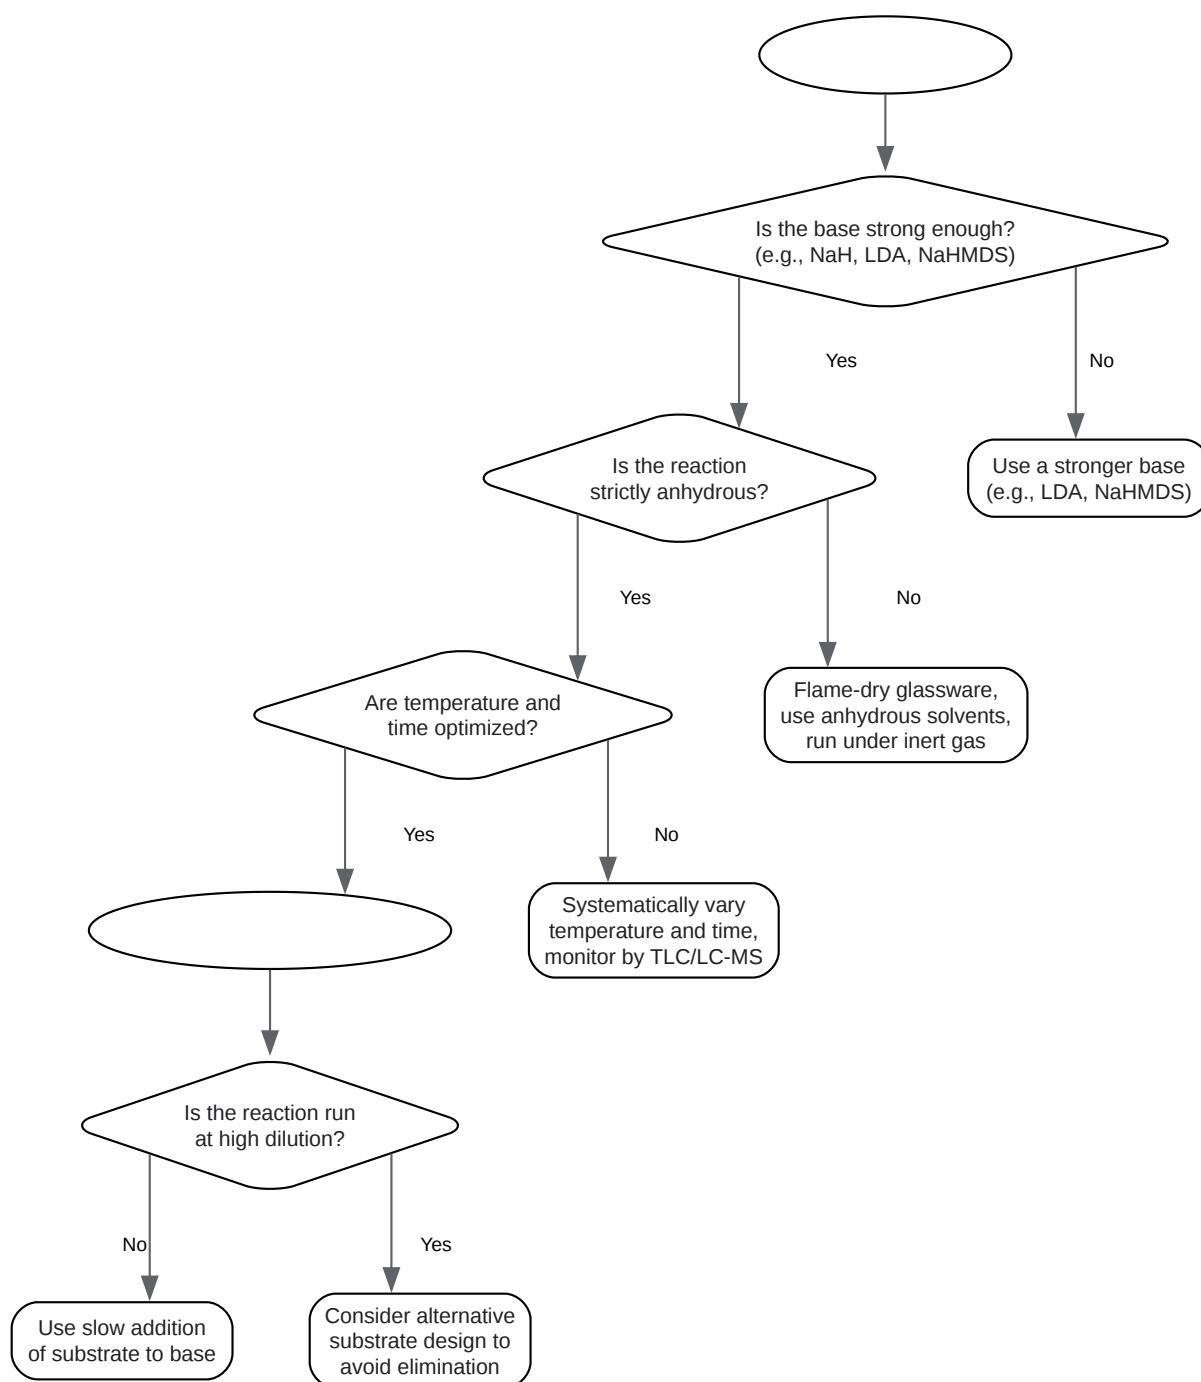 Is the base strong enough?
(e.g., NaH, LDA, NaHMDS)
Yes
No
Is the reaction
strictly anhydrous?
Use a stronger base
(e.g., LDA, NaHMDS)
Yes
No
Are temperature and
time optimized?
Flame-dry glassware,
use anhydrous solvents,
run under inert gas
Yes
No
Systematically vary
temperature and time,
monitor by TLC/LC-MS
Is the reaction run
at high dilution?
No
Yes
Use slow addition
of substrate to base
Consider alternative
substrate design to
avoid elimination